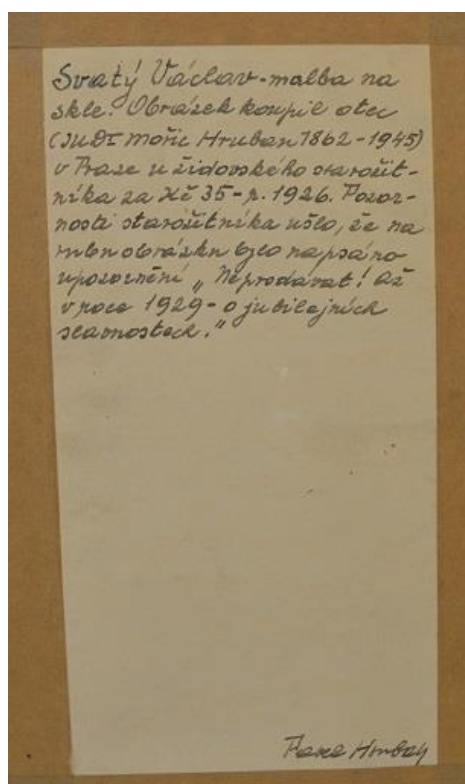 Svatý Václav - malba na
skle. Obrázek koupil otec
(JUDr Mořic Hruban 1862 - 1945)
v Praze u židovského starožit-
níka za Kč 35 - r. 1926. Pozor-
nosti starožitníka ušlo, že na
rubu obrázku bylo napsáno
upozornění „Neprodávat! Až
v roce 1929 - o jubilejních
slavnostech."
Hruban